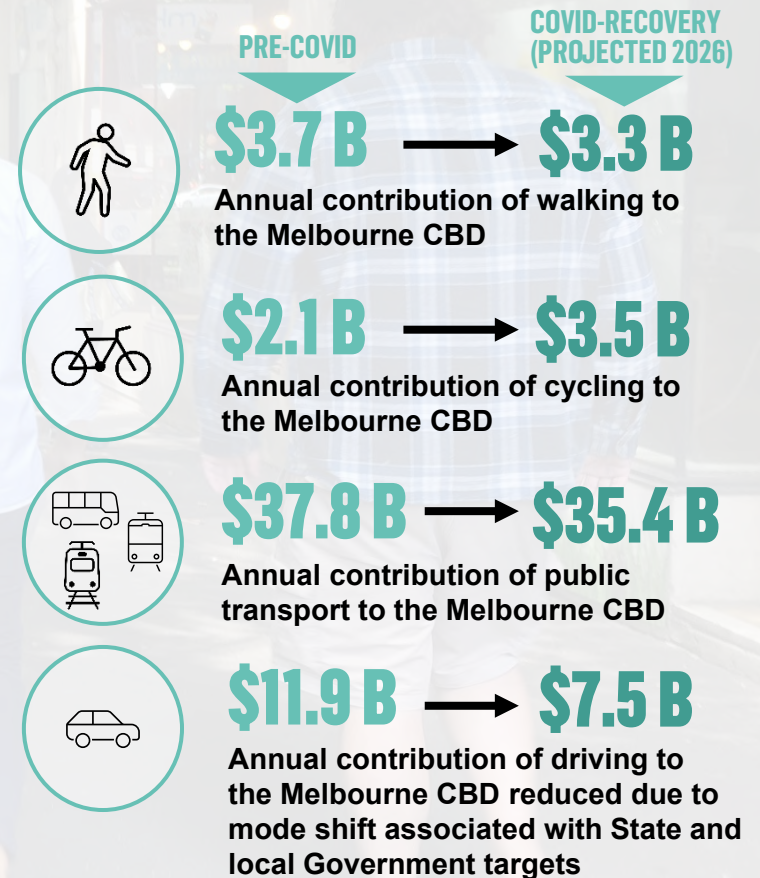 PRE-COVID
COVID-RECOVERY
(PROJECTED 2026)
$3.7 B
$3.3 B
Annual contribution of walking to
the Melbourne CBD
$2.1 B
$3.5 B
Annual contribution of cycling to
the Melbourne CBD
$37.8 B
$35.4 B
Annual contribution of public
transport to the Melbourne CBD
$11.9 B
$7.5 B
Annual contribution of driving to
the Melbourne CBD reduced due to
mode shift associated with State and
local Government targets